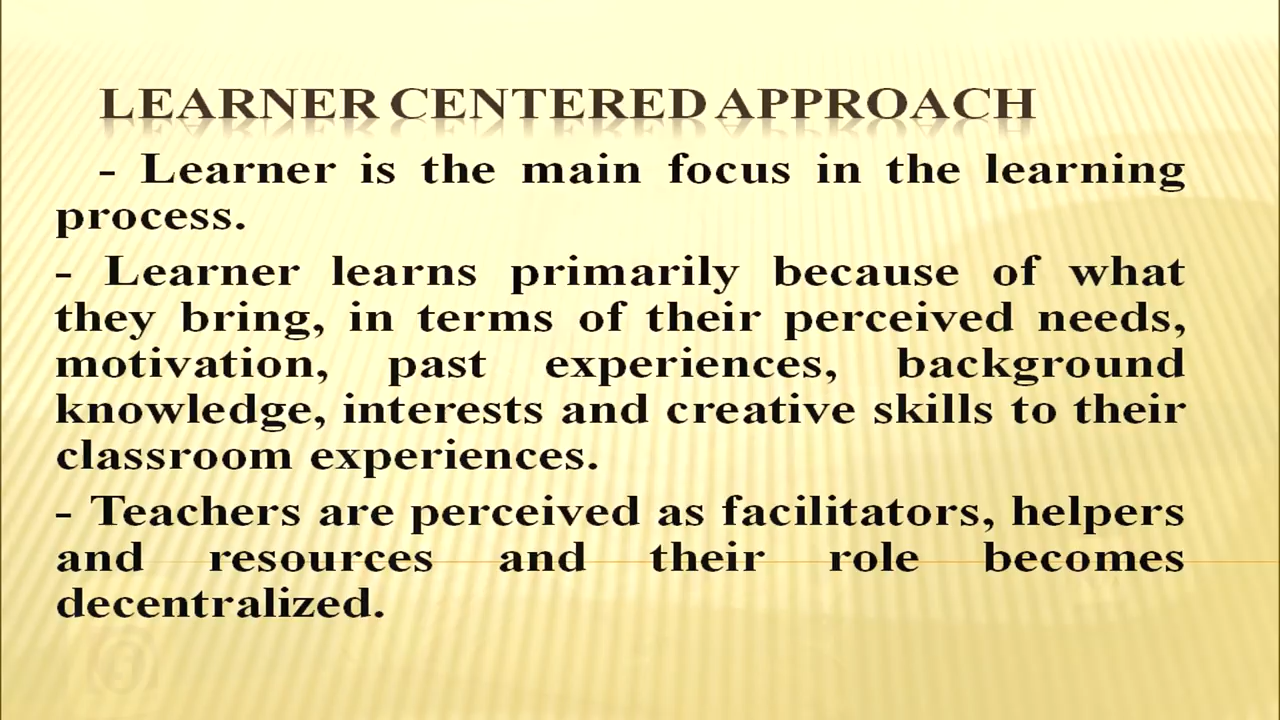 LEARNER CENTERED APPROACH
- Learner is the main focus in the learning
process.
- Learner learns primarily because of what
they bring, in terms of their perceived needs,
motivation, past experiences, background
knowledge, interests and creative skills to their
classroom experiences.
- Teachers are perceived as facilitators, helpers
and resources and their role becomes
decentralized.